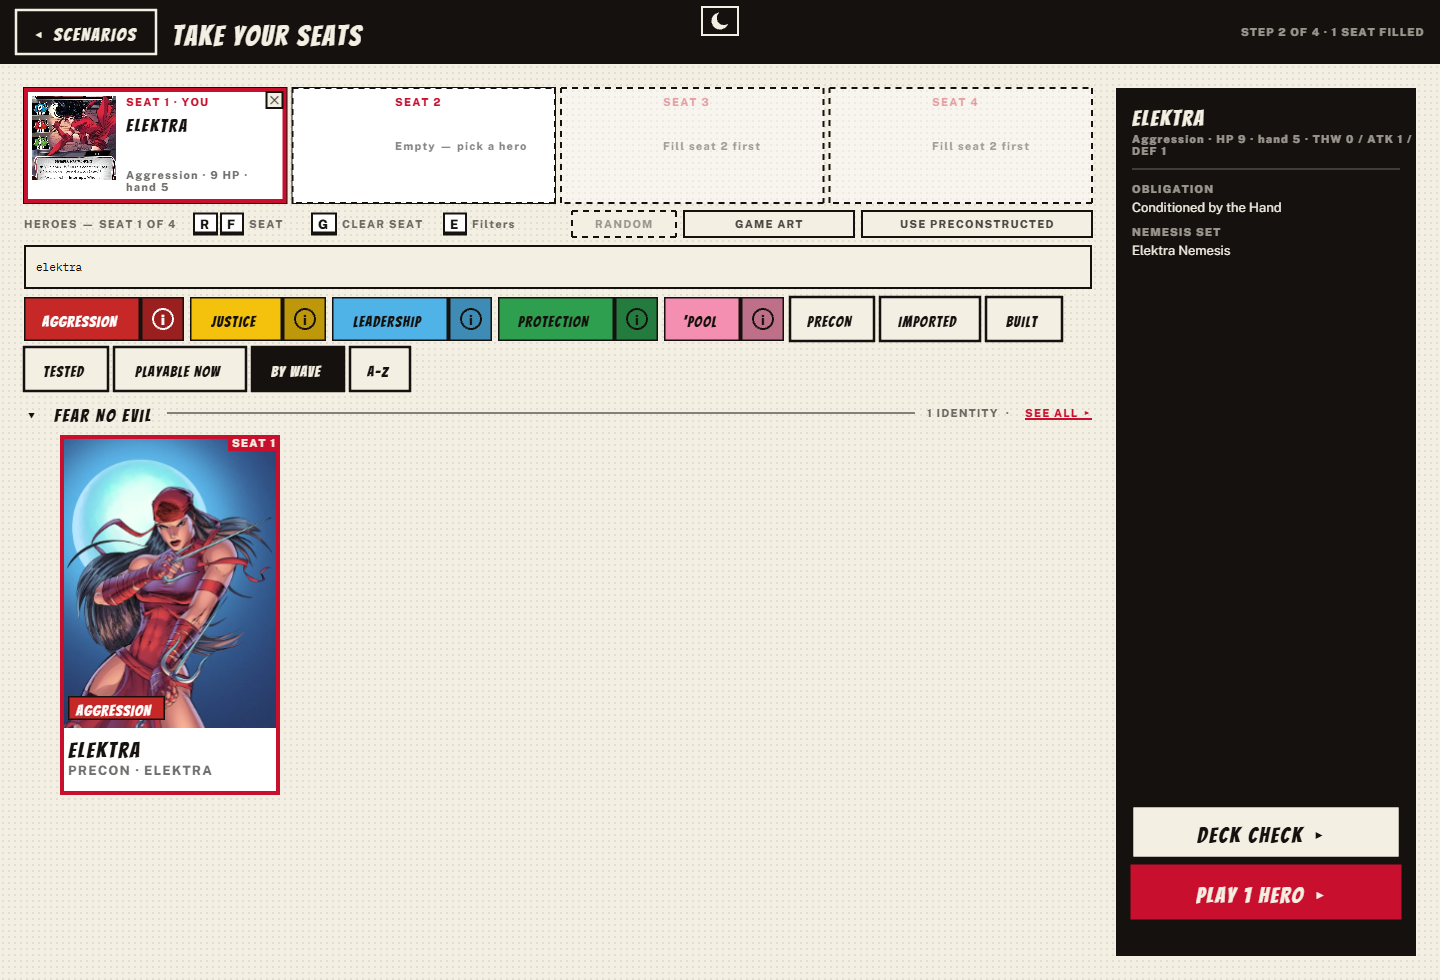 ◂ SCENARIOS
TAKE YOUR SEATS
STEP 2 OF 4 · 1 SEAT FILLED
SEAT 1 · YOU
ELEKTRA
Aggression · 9 HP ·
hand 5
SEAT 2
Empty — pick a hero
SEAT 3
Fill seat 2 first
SEAT 4
Fill seat 2 first
HEROES — SEAT 1 OF 4
R F SEAT
G CLEAR SEAT
E Filters
RANDOM
GAME ART
USE PRECONSTRUCTED
elektra
AGGRESSION
JUSTICE
LEADERSHIP
PROTECTION
'POOL
PRECON
IMPORTED
BUILT
TESTED
PLAYABLE NOW
BY WAVE
A-Z
▾ FEAR NO EVIL
1 IDENTITY ·
SEE ALL ▸
SEAT 1
AGGRESSION
ELEKTRA
PRECON · ELEKTRA
ELEKTRA
Aggression · HP 9 · hand 5 · THW 0 / ATK 1 /
DEF 1
OBLIGATION
Conditioned by the Hand
NEMESIS SET
Elektra Nemesis
DECK CHECK ▸
PLAY 1 HERO ▸